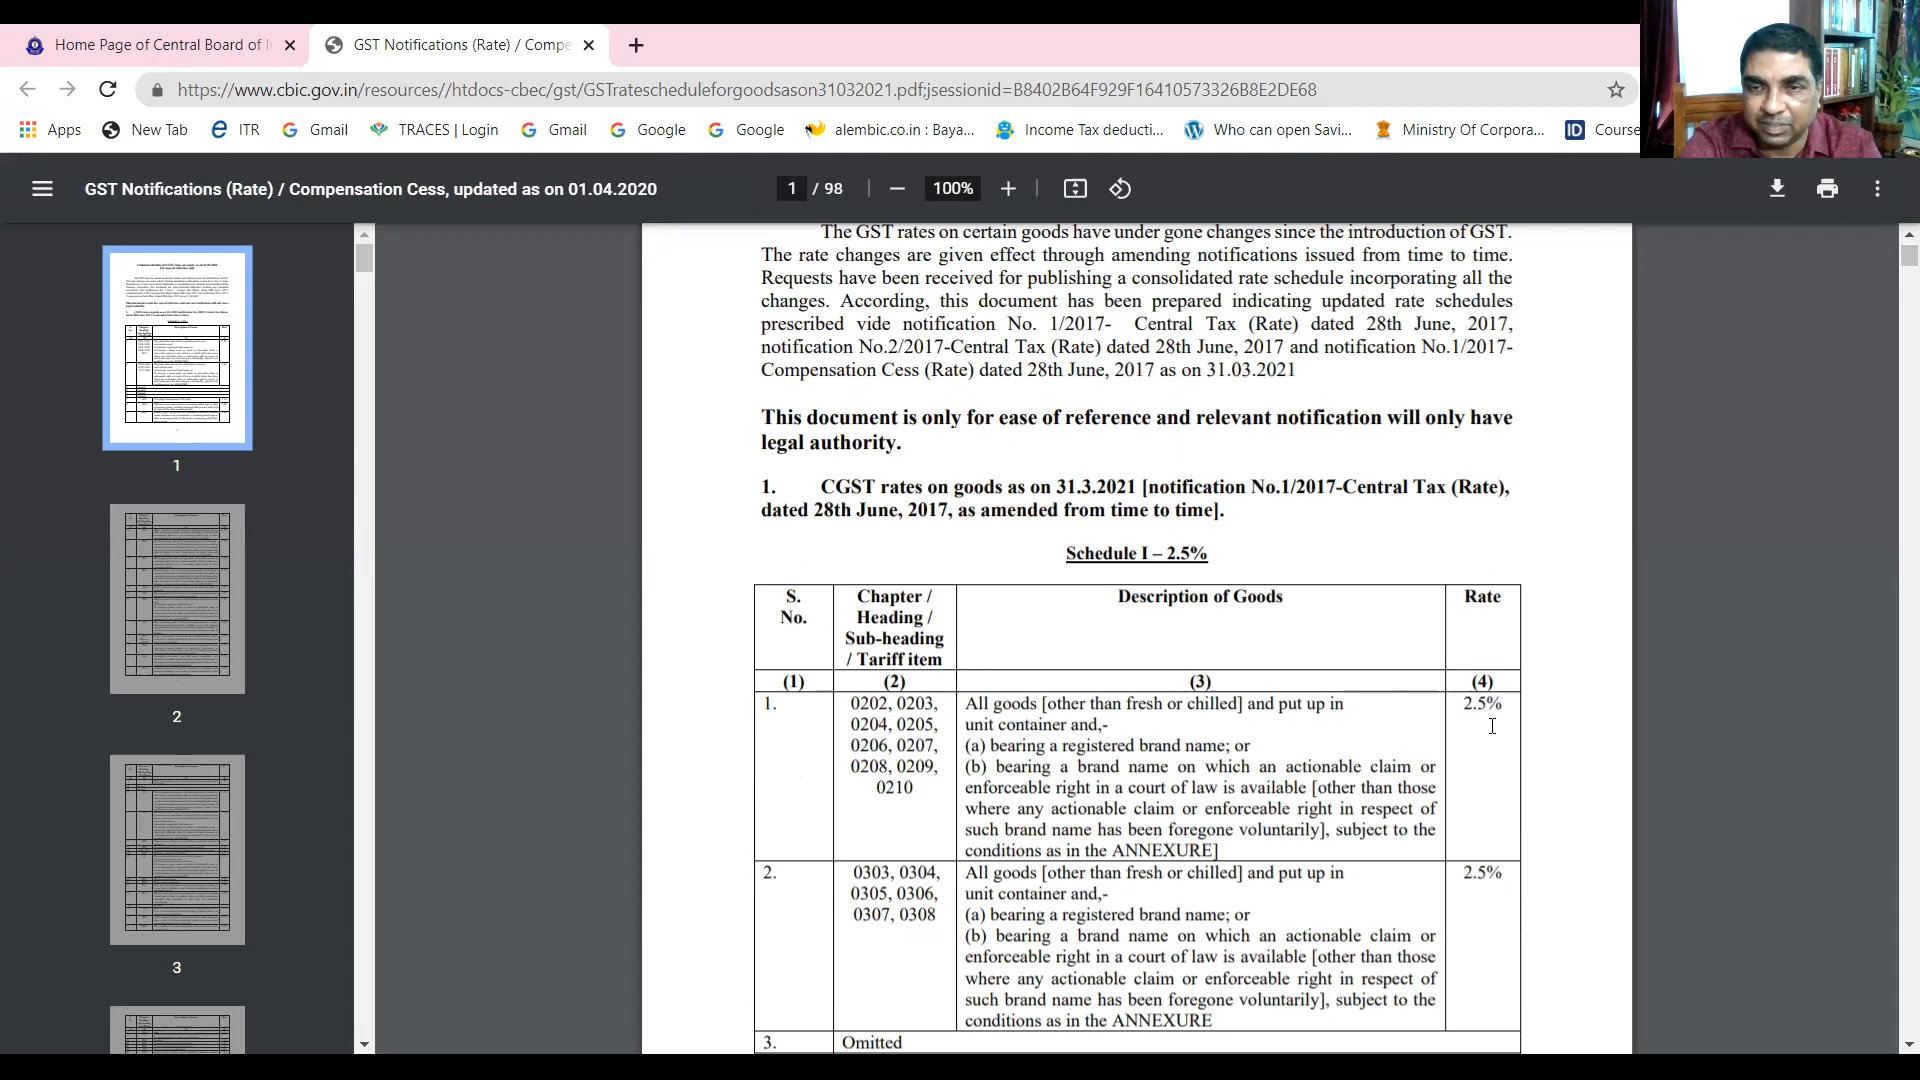 Home Page of Central Board of I
GST Notifications (Rate) / Compe
https://www.cbic.gov.in/resources//htdocs-cbec/gst/GSTratescheduleforgoodsason31032021.pdf;jsessionid=B8402B64F929F16410573326B8E2DE68
Apps New Tab ITR Gmail TRACES | Login Gmail Google Google alembic.co.in : Baya... Income Tax deducti... Who can open Savi... Ministry Of Corpora... ID Course
GST Notifications (Rate) / Compensation Cess, updated as on 01.04.2020
1 / 98
100%
1
2
3
The GST rates on certain goods have under gone changes since the introduction of GST.
The rate changes are given effect through amending notifications issued from time to time.
Requests have been received for publishing a consolidated rate schedule incorporating all the
changes. According, this document has been prepared indicating updated rate schedules
prescribed vide notification No. 1/2017- Central Tax (Rate) dated 28th June, 2017,
notification No.2/2017-Central Tax (Rate) dated 28th June, 2017 and notification No.1/2017-
Compensation Cess (Rate) dated 28th June, 2017 as on 31.03.2021
This document is only for ease of reference and relevant notification will only have
legal authority.
1. CGST rates on goods as on 31.3.2021 [notification No.1/2017-Central Tax (Rate),
dated 28th June, 2017, as amended from time to time].
Schedule I – 2.5%
S.
No.
Chapter /
Heading /
Sub-heading
/ Tariff item
Description of Goods
Rate
(1) (2) (3) (4)
1.
0202, 0203,
0204, 0205,
0206, 0207,
0208, 0209,
0210
All goods [other than fresh or chilled] and put up in
unit container and,-
(a) bearing a registered brand name; or
(b) bearing a brand name on which an actionable claim or
enforceable right in a court of law is available [other than those
where any actionable claim or enforceable right in respect of
such brand name has been foregone voluntarily], subject to the
conditions as in the ANNEXURE]
2.5%
2.
0303, 0304,
0305, 0306,
0307, 0308
All goods [other than fresh or chilled] and put up in
unit container and,-
(a) bearing a registered brand name; or
(b) bearing a brand name on which an actionable claim or
enforceable right in a court of law is available [other than those
where any actionable claim or enforceable right in respect of
such brand name has been foregone voluntarily], subject to the
conditions as in the ANNEXURE
2.5%
3. Omitted